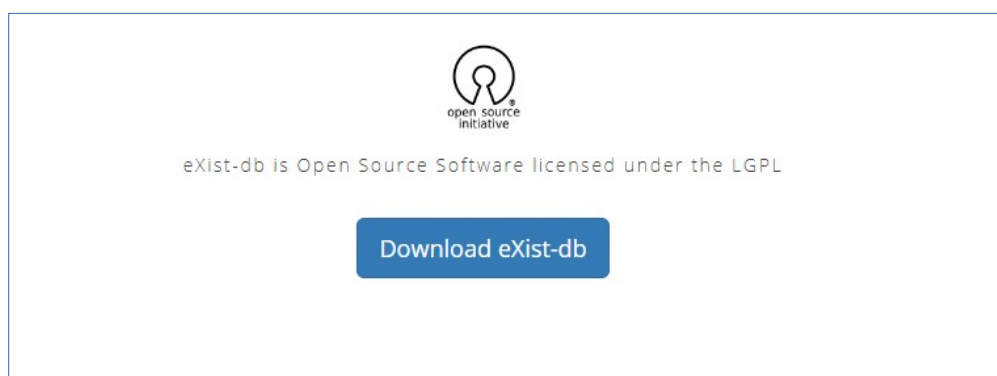 open source
initiative
eXist-db is Open Source Software licensed under the LGPL
Download eXist-db